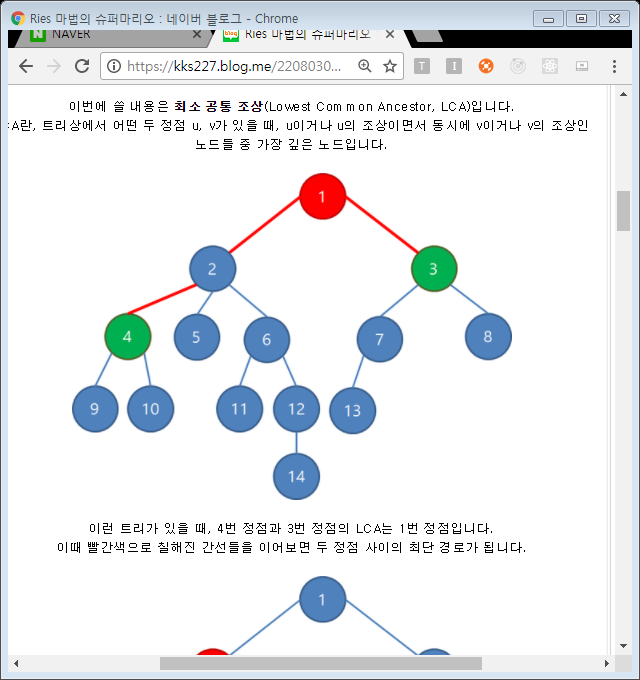 Ries 마법의 슈퍼마리오 : 네이버 블로그 - Chrome
NAVER
Ries 마법의 슈퍼마리오
https://kks227.blog.me/2208030...
이번에 쓸 내용은 최소 공통 조상(Lowest Common Ancestor, LCA)입니다.
CA란, 트리상에서 어떤 두 정점 u, v가 있을 때, u이거나 u의 조상이면서 동시에 v이거나 v의 조상인
노드들 중 가장 깊은 노드입니다.
1
2
3
4
5
6
7
8
9
10
11
12
13
14
이런 트리가 있을 때, 4번 정점과 3번 정점의 LCA는 1번 정점입니다.
이때 빨간색으로 칠해진 간선들을 이어보면 두 정점 사이의 최단 경로가 됩니다.
1